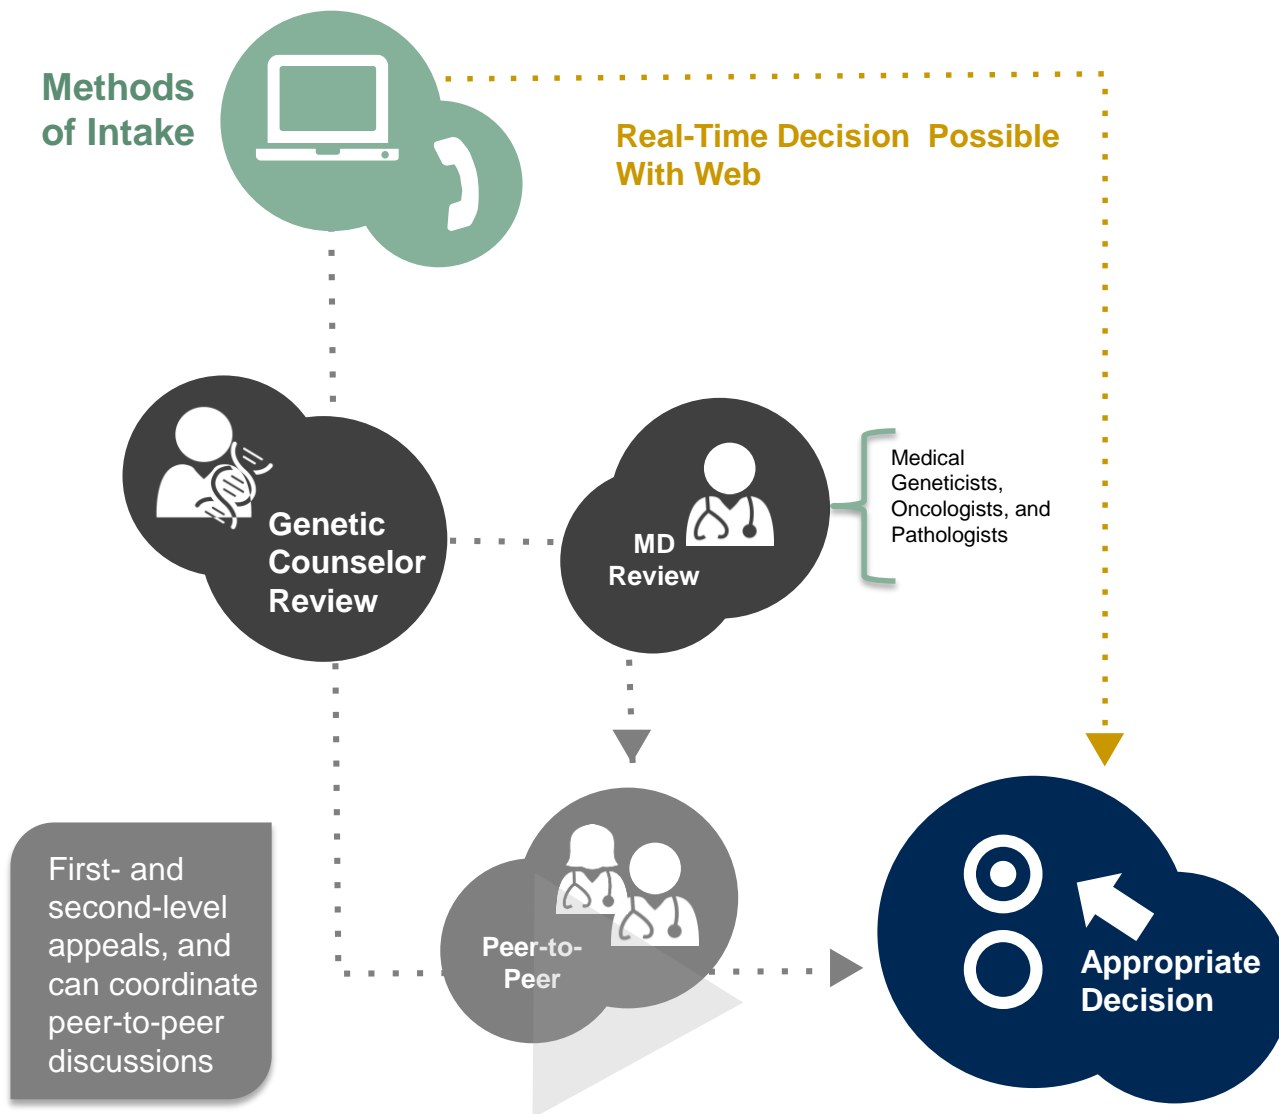 Methods
of Intake
Real-Time Decision  Possible
With Web
Genetic
Counselor
Review
MD
Review
Medical
Geneticists,
Oncologists, and
Pathologists
First- and
second-level
appeals, and
can coordinate
peer-to-peer
discussions
Peer-to-
Peer
Appropriate
Decision